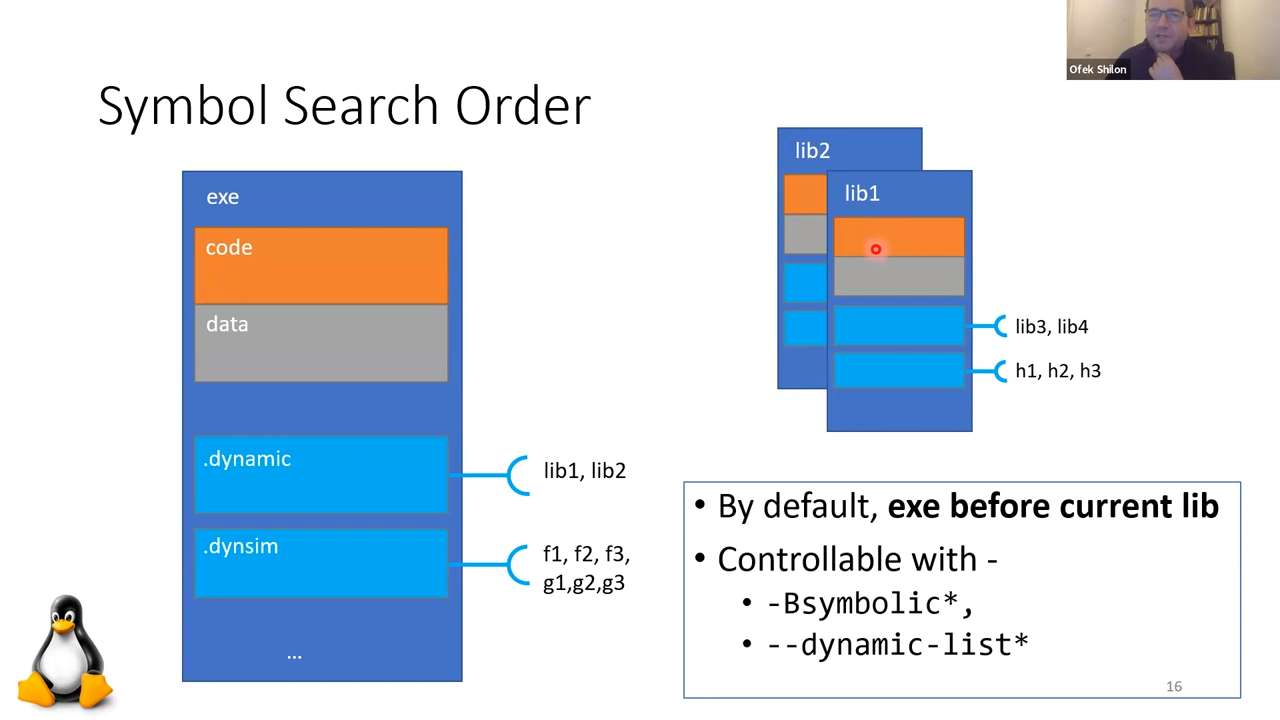 Ofek Shilon
Symbol Search Order
exe
code
data
.dynamic
lib1, lib2
.dynsim
f1, f2, f3,
g1,g2,g3
...
lib2
lib1
lib3, lib4
h1, h2, h3
• By default, exe before current lib
• Controllable with -
• -Bsymbolic*,
• --dynamic-list*
16